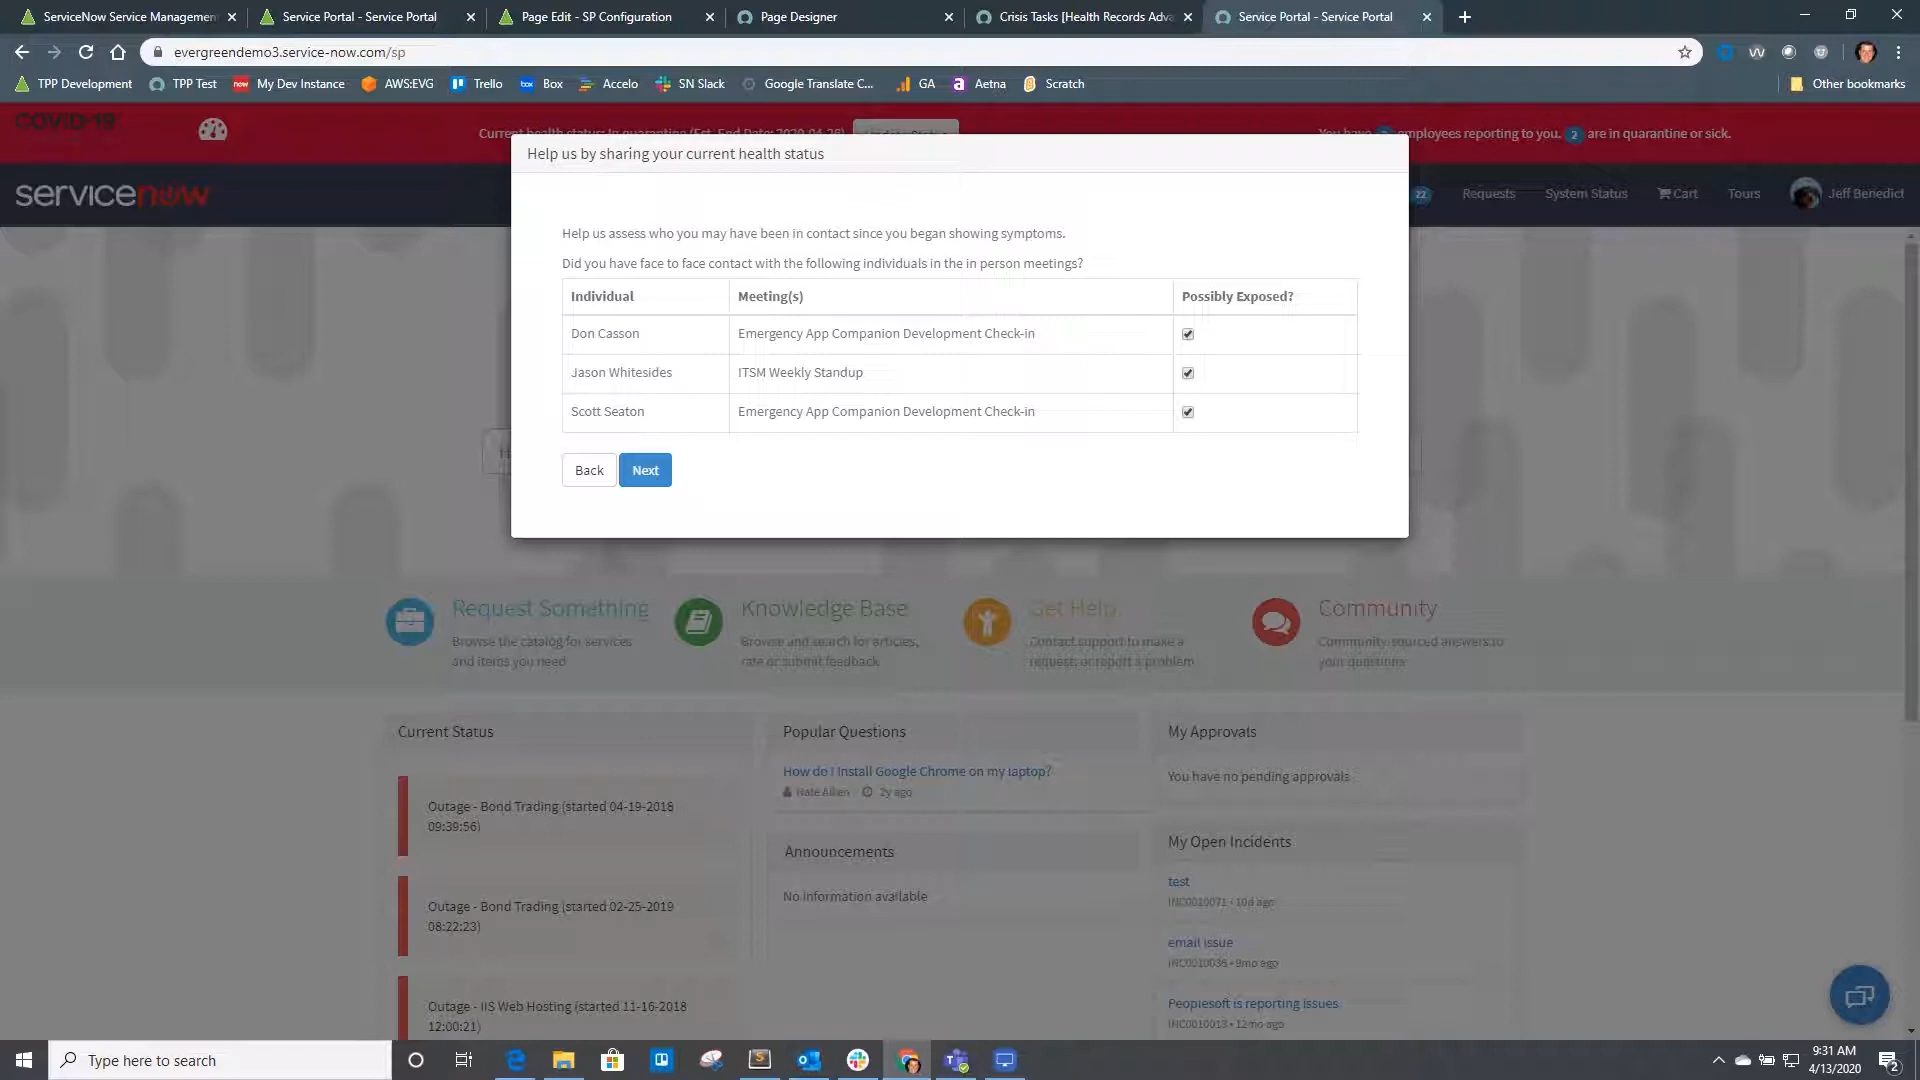 ServiceNow Service Management
Service Portal - Service Portal
Page Edit - SP Configuration
Page Designer
Crisis Tasks [Health Records Adva
Service Portal - Service Portal
evergreendemo3.service-now.com/sp
TPP Development
TPP Test
My Dev Instance
AWS:EVG
Trello
Box
Accelo
SN Slack
Google Translate C...
GA
Aetna
Scratch
Other bookmarks
COVID-19
Current health status: In quarantine (Est. End Date: 2020-04-26)
You have employees reporting to you. 2 are in quarantine or sick.
servicenow
22
Requests
System Status
Cart
Tours
Jeff Benedict
Help us by sharing your current health status
Help us assess who you may have been in contact since you began showing symptoms.
Did you have face to face contact with the following individuals in the in person meetings?
Individual Meeting(s) Possibly Exposed?
Don Casson Emergency App Companion Development Check-in
Jason Whitesides ITSM Weekly Standup
Scott Seaton Emergency App Companion Development Check-in
Back
Next
Request Something
Browse the catalog for services
and items you need
Knowledge Base
Browse and search for articles,
rate or submit feedback
Get Help
Contact support to make a
request, or report a problem
Community
Community sourced answers to
your questions
Current Status
Outage - Bond Trading (started 04-19-2018
09:39:56)
Outage - Bond Trading (started 02-25-2019
08:22:23)
Outage - IIS Web Hosting (started 11-16-2018
12:00:21)
Popular Questions
How do I Install Google Chrome on my laptop?
2y ago
Announcements
No information available
My Approvals
You have no pending approvals
My Open Incidents
test
INC0010071 • 10d ago
email issue
INC0010036 • 9mo ago
Peoplesoft is reporting issues
INC0010013 • 12mo ago
Type here to search
9:31 AM
4/13/2020
2